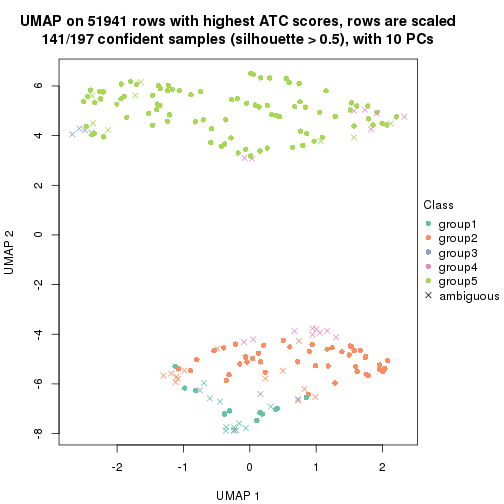 UMAP on 51941 rows with highest ATC scores, rows are scaled
141/197 confident samples (silhouette > 0.5), with 10 PCs
6
4
2
0
-2
-4
-6
-8
UMAP 2
-2
-1
0
1
2
UMAP 1
Class
group1
group2
group3
group4
group5
ambiguous